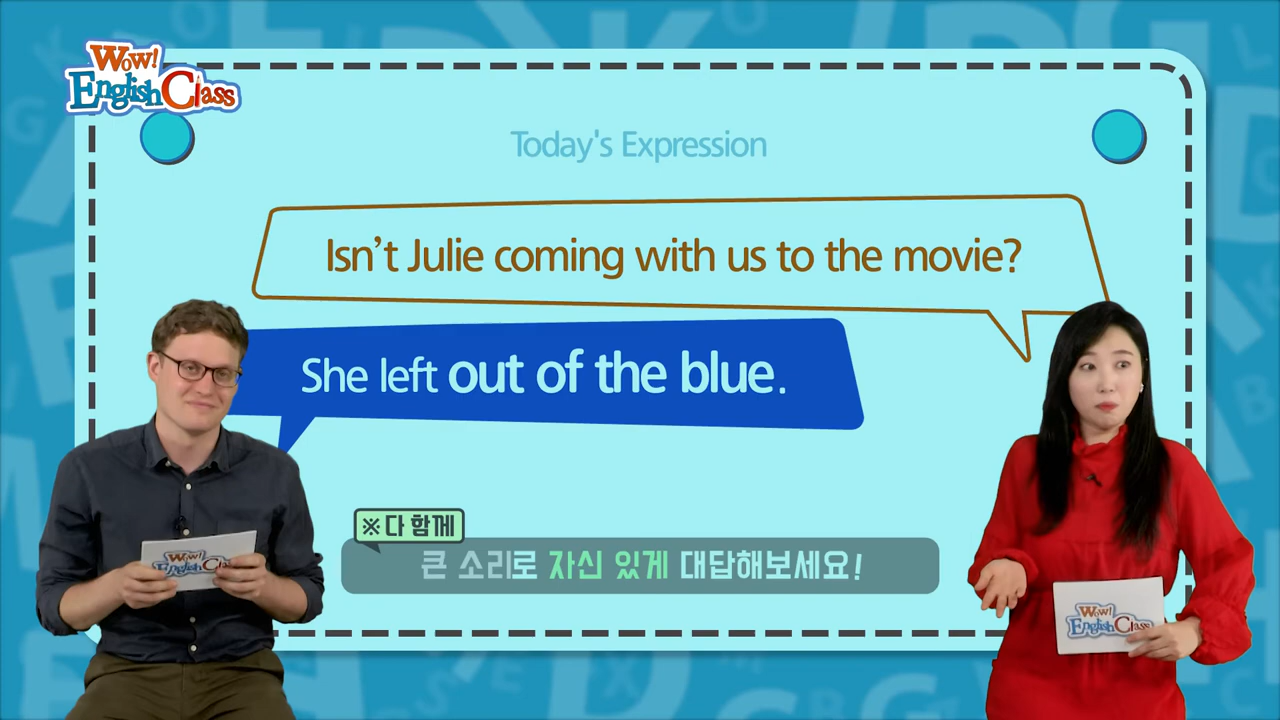 Wow!
English Class
Today's Expression
Isn't Julie coming with us to the movie?
She left out of the blue.
※다 함께
큰 소리로 자신 있게 대답해보세요!
Wow!
English Class
Wow!
English Class